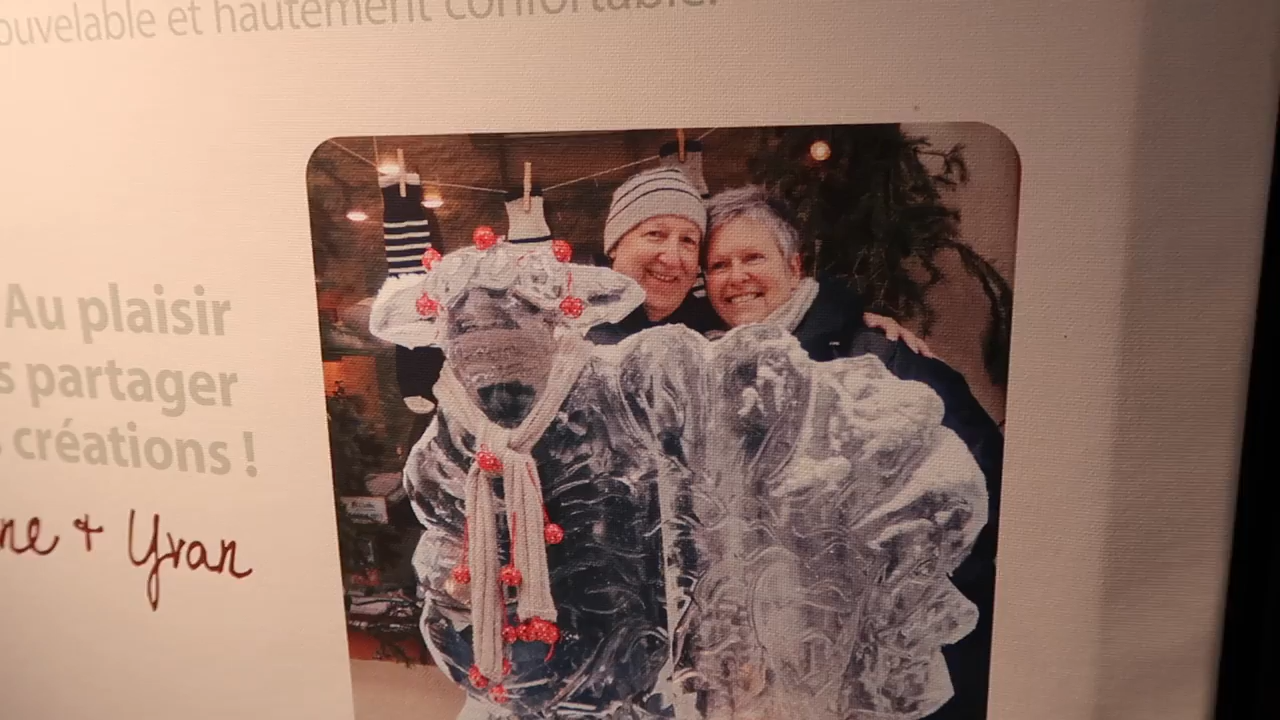 ouvelable et hautement confortable.
Au plaisir
s partager
créations !
ne + Yvan